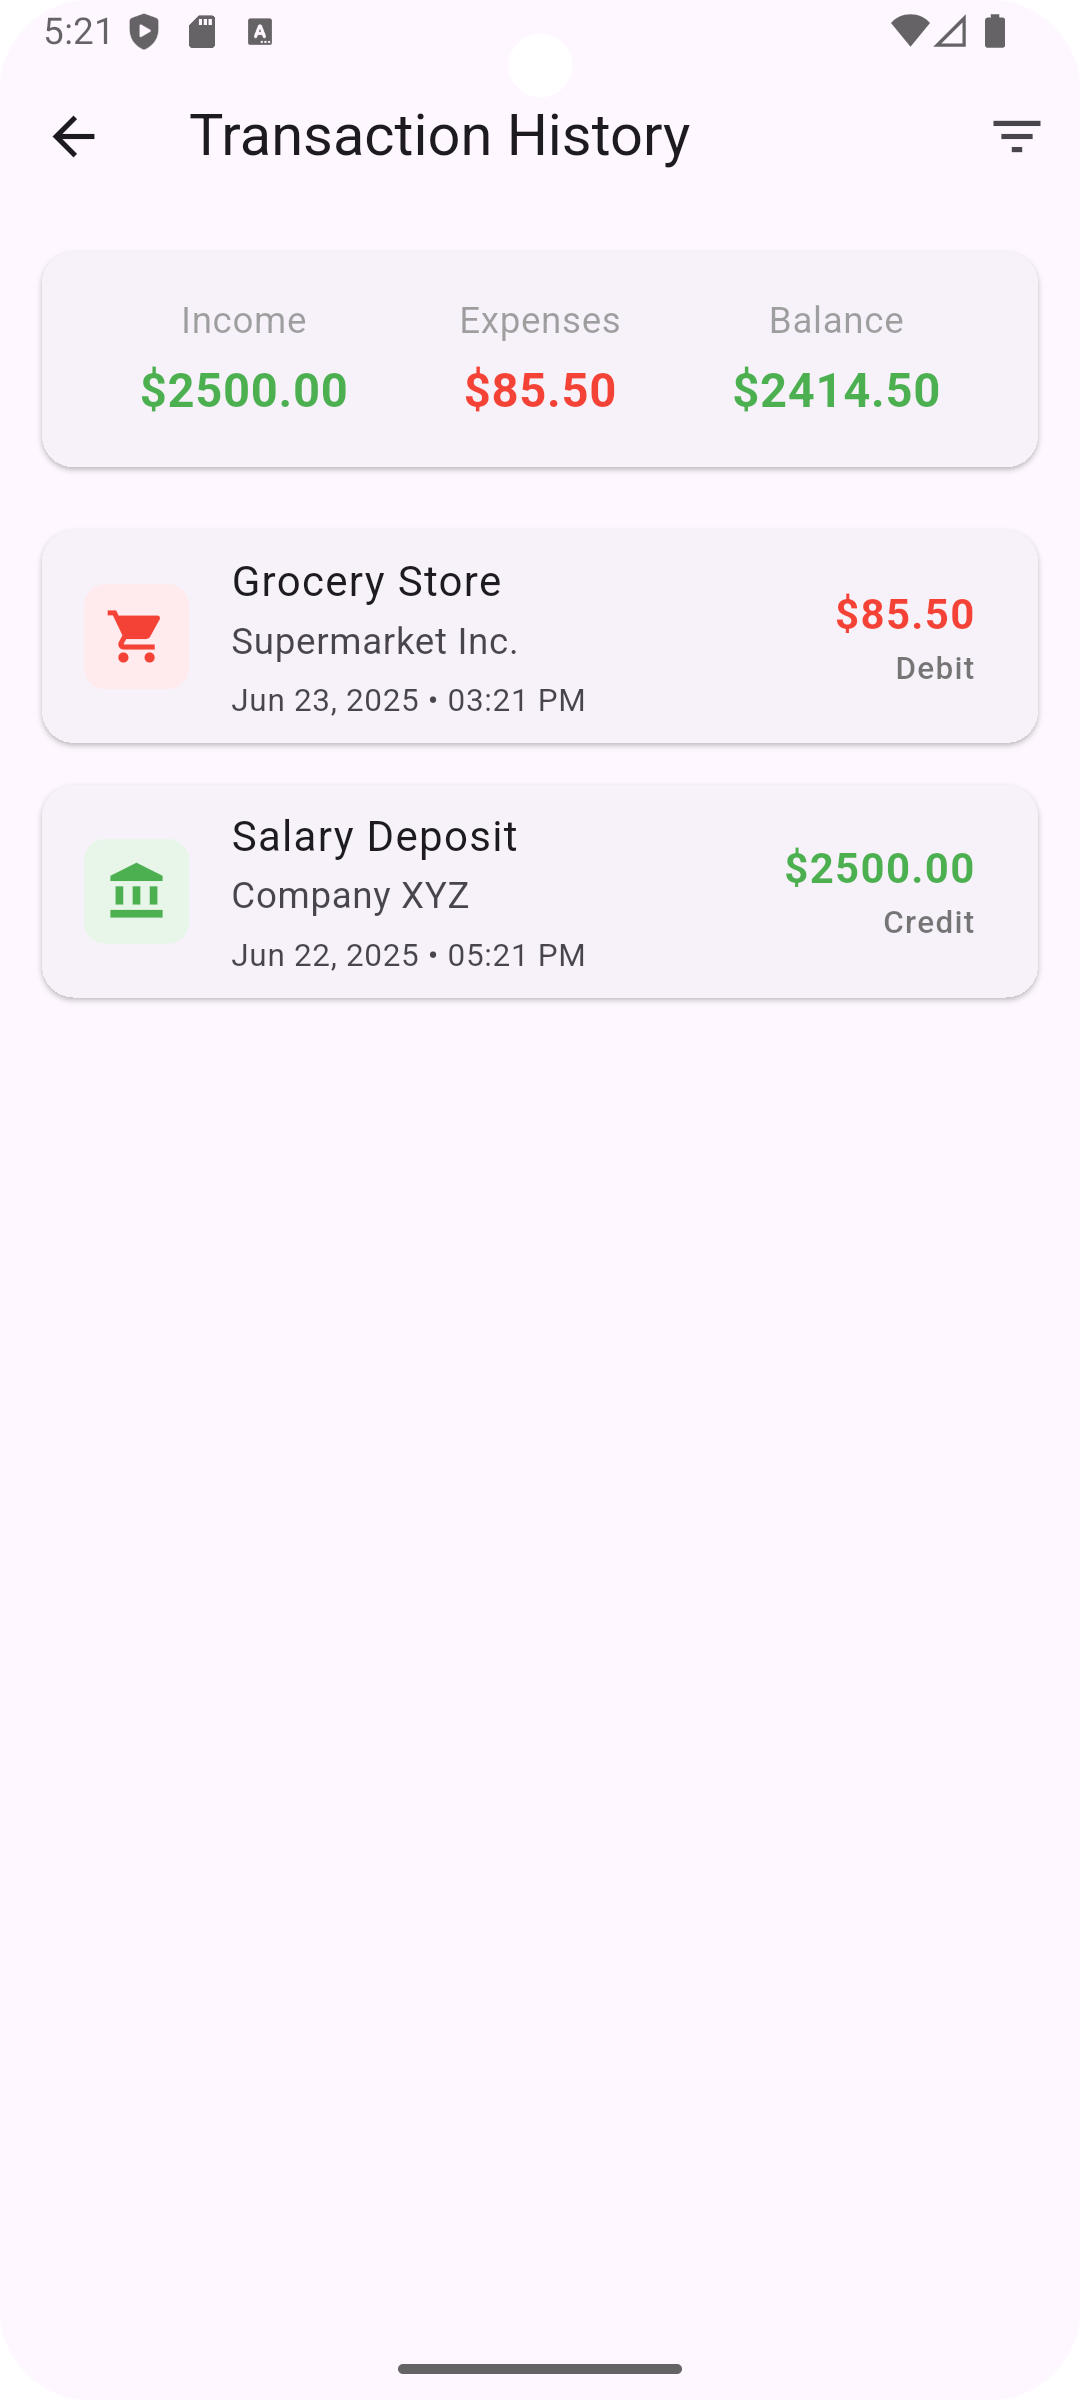 5:21
Transaction History
Income Expenses Balance
$2500.00 $85.50 $2414.50
Grocery Store
Supermarket Inc.
Jun 23, 2025 • 03:21 PM
$85.50
Debit
Salary Deposit
Company XYZ
Jun 22, 2025 • 05:21 PM
$2500.00
Credit